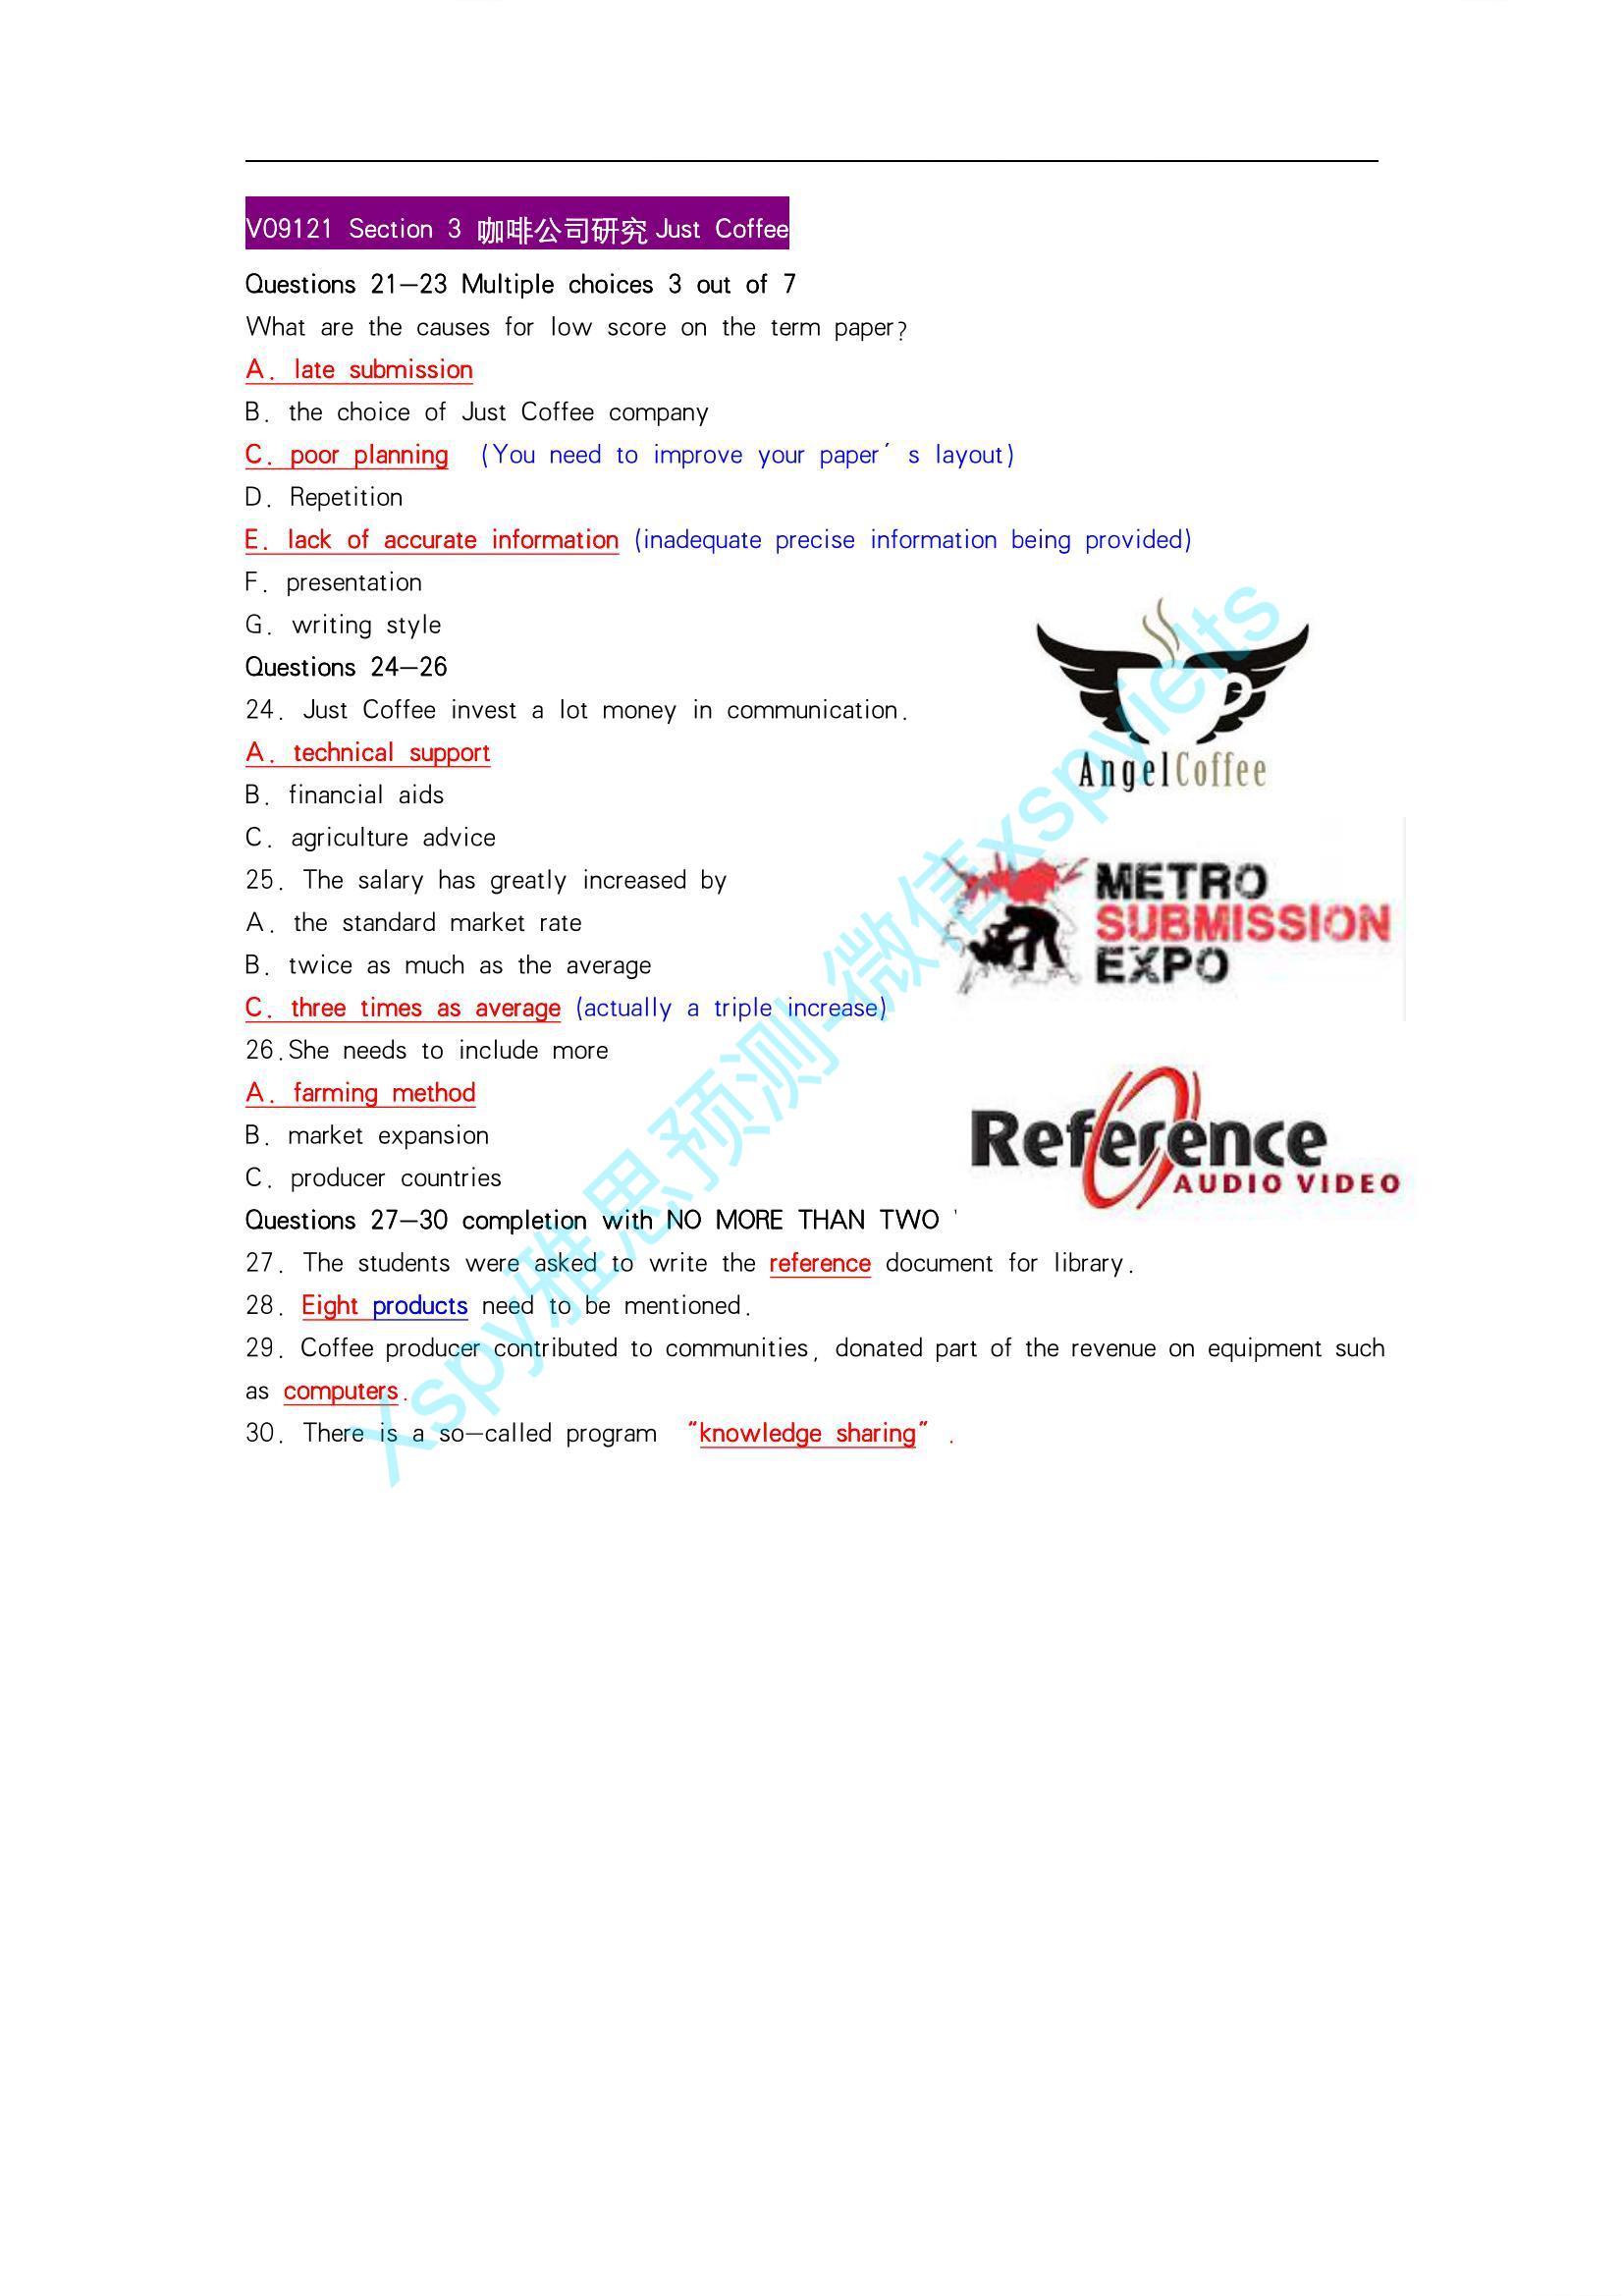 V09121 Section 3 咖啡公司研究 Just Coffee
Questions 21-23 Multiple choices 3 out of 7
What are the causes for low score on the term paper?
A. late submission
B. the choice of Just Coffee company
C. poor planning (You need to improve your paper's layout)
D. Repetition
E. lack of accurate information (inadequate precise information being provided)
F. presentation
G. writing style
Questions 24-26
24. Just Coffee invest a lot money in communication.
A. technical support
B. financial aids
C. agriculture advice
25. The salary has greatly increased by
A. the standard market rate
B. twice as much as the average
C. three times as average (actually a triple increase)
26.She needs to include more
A. farming method
B. market expansion
C. producer countries
Questions 27-30 completion with NO MORE THAN TWO
27. The students were asked to write the reference document for library.
28. Eight products need to be mentioned.
29. Coffee producer contributed to communities, donated part of the revenue on equipment such
as computers.
30. There is a so-called program "knowledge sharing" .
AngelCoffee
METRO
SUBMISSION
EXPO
Reference
AUDIO VIDEO
Xspy雅思预测-微信xspyielts